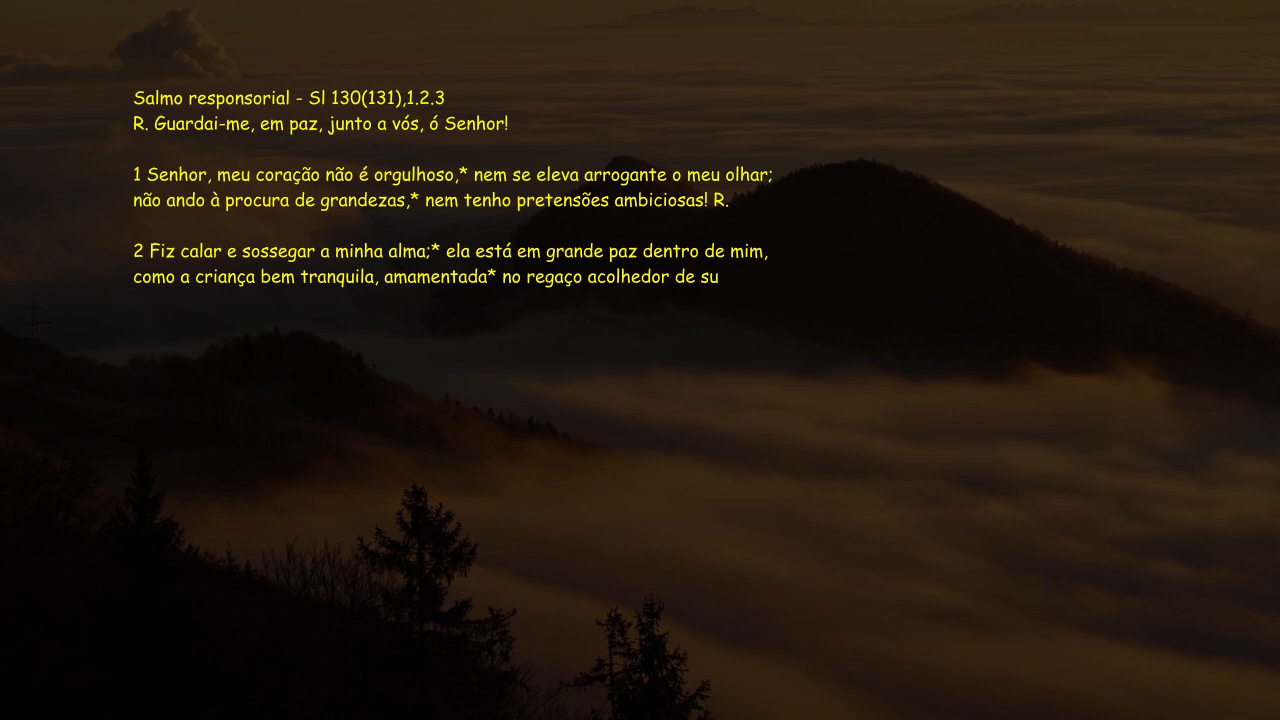 Salmo responsorial - Sl 130(131),1.2.3
R. Guardai-me, em paz, junto a vós, ó Senhor!
1 Senhor, meu coração não é orgulhoso,* nem se eleva arrogante o meu olhar;
não ando à procura de grandezas,* nem tenho pretensões ambiciosas! R.
2 Fiz calar e sossegar a minha alma;* ela está em grande paz dentro de mim,
como a criança bem tranquila, amamentada* no regaço acolhedor de su